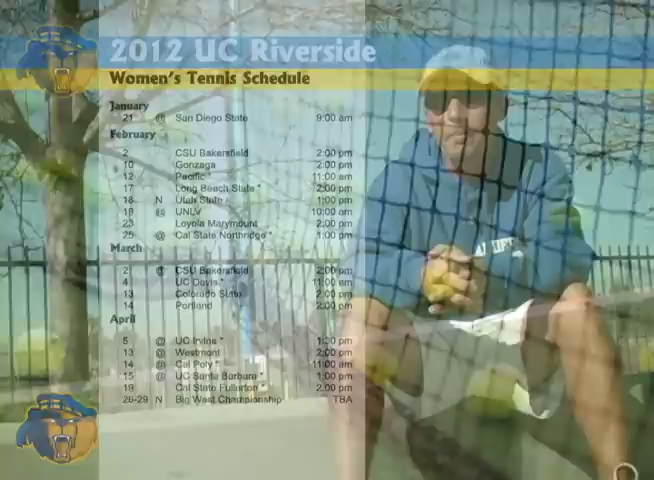 2012 UC Riverside
Women's Tennis Schedule
January
21 @ San Diego State 9:00 am
February
2 CSU Bakersfield 2:00 pm
10 Gonzaga 2:00 pm
12 Pacific * 11:00 am
17 Long Beach State * 2:00 pm
18 N Utah State 1:00 pm
19 @ UNLV 10:00 am
23 Loyola Marymount 2:00 pm
25 @ Cal State Northridge * 1:00 pm
March
2 @ CSU Bakersfield 2:00 pm
4 UC Davis * 11:00 am
13 Colorado State 2:00 pm
14 Portland 2:00 pm
April
5 @ UC Irvine * 1:30 pm
13 @ Westmont 2:00 pm
14 @ Cal Poly * 11:00 am
15 @ UC Santa Barbara * 1:00 pm
19 Cal State Fullerton * 2:00 pm
26-29 N Big West Championship TBA